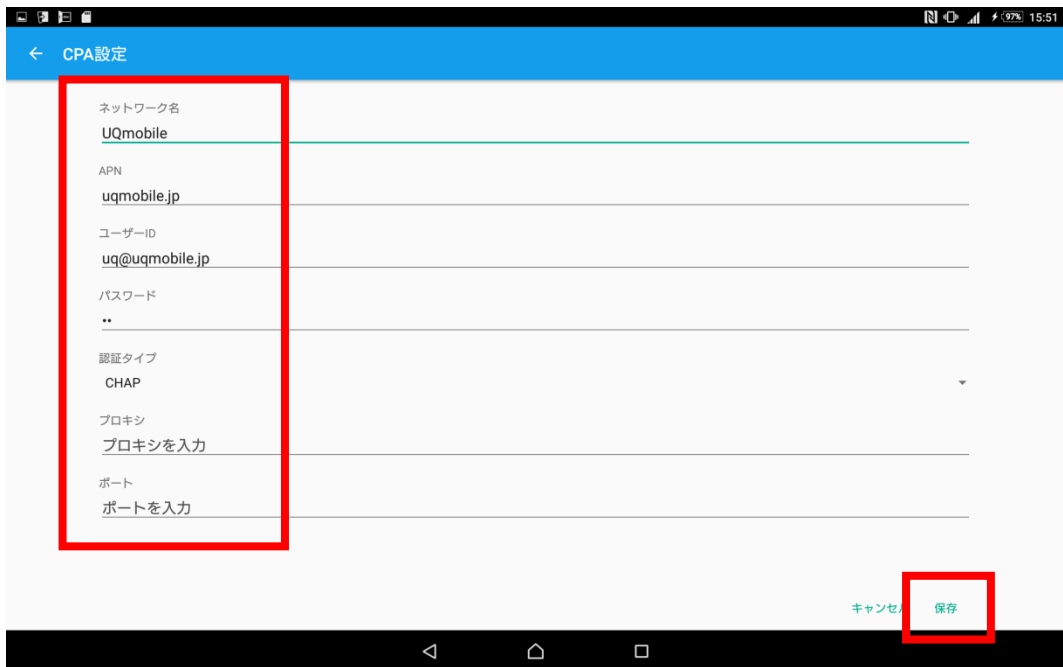 97% 15:51
CPA設定
ネットワーク名
UQmobile
APN
uqmobile.jp
ユーザーID
uq@uqmobile.jp
パスワード
••
認証タイプ
CHAP
プロキシ
プロキシを入力
ポート
ポートを入力
キャンセル 保存